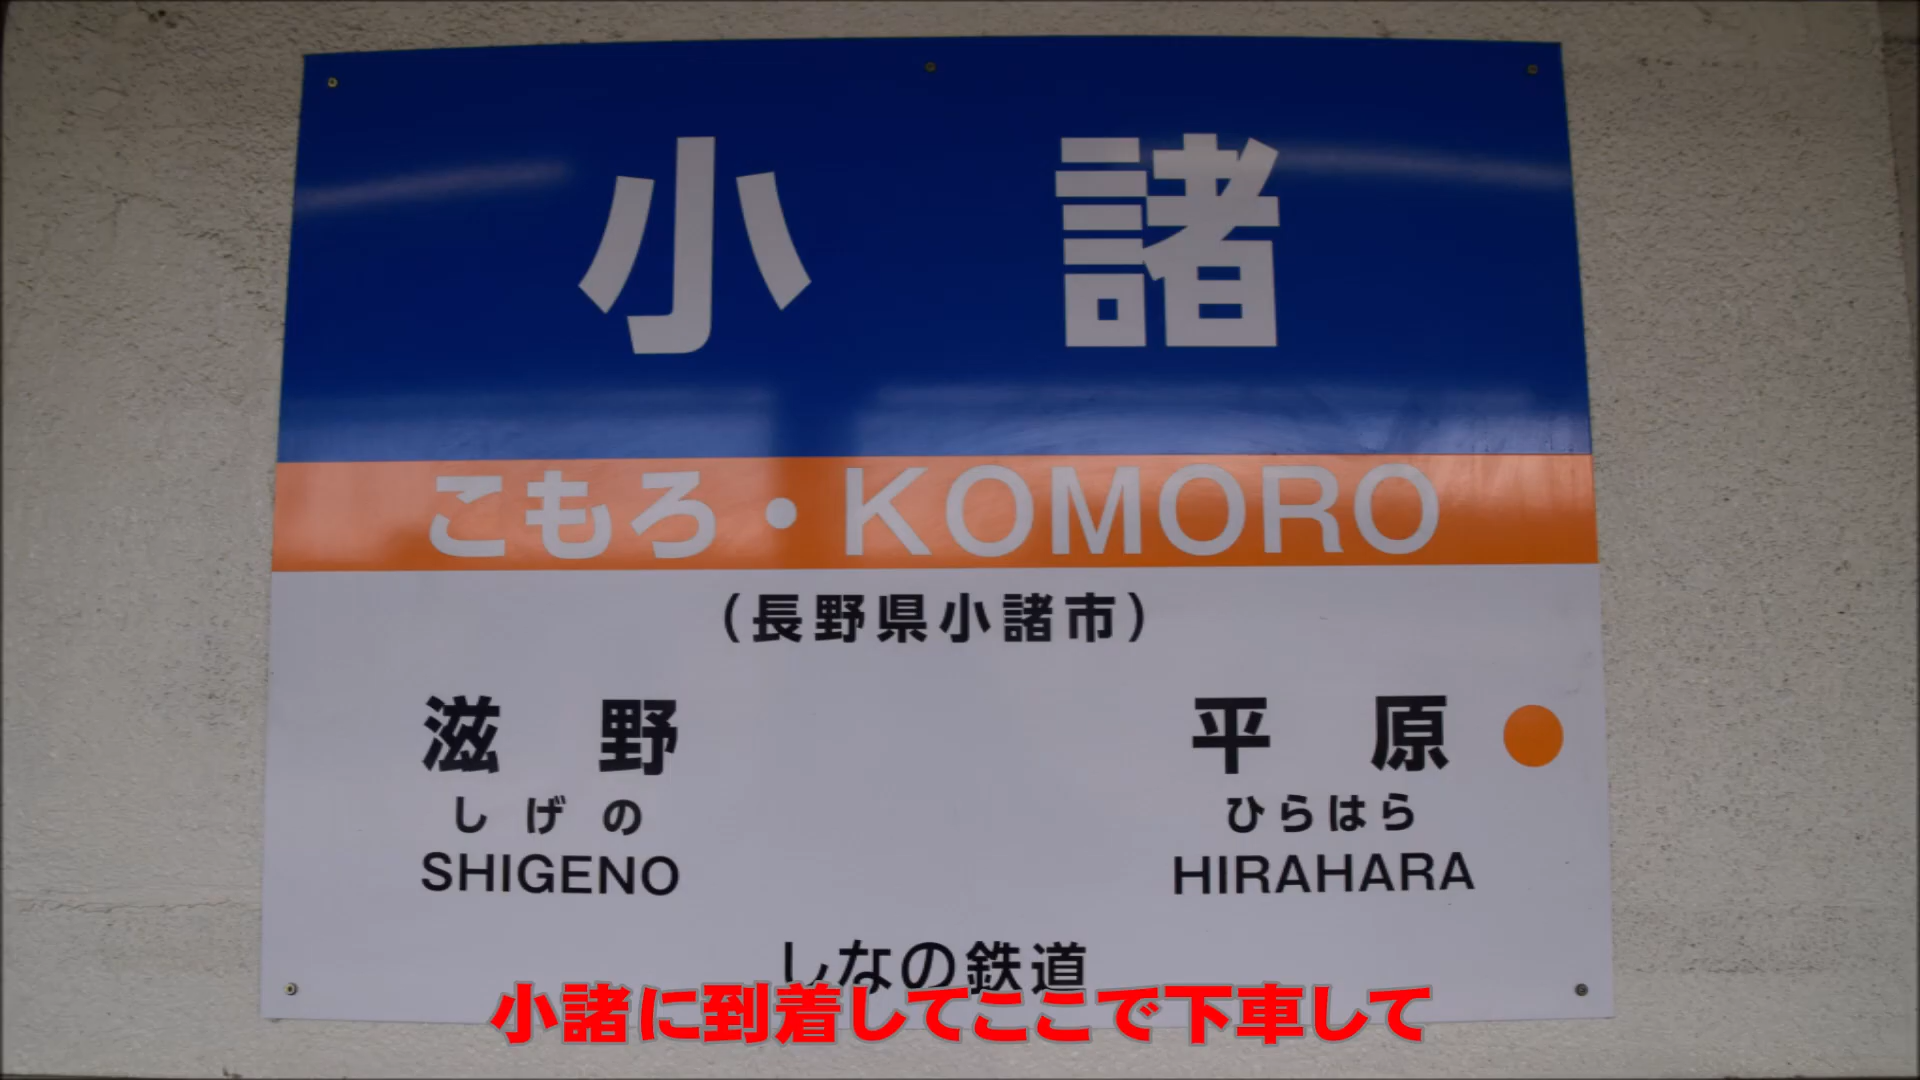 小諸
こもろ・KOMORO
（長野県小諸市）
滋野 平原
しげの ひらはら
SHIGENO HIRAHARA
しなの鉄道
小諸に到着してここで下車して